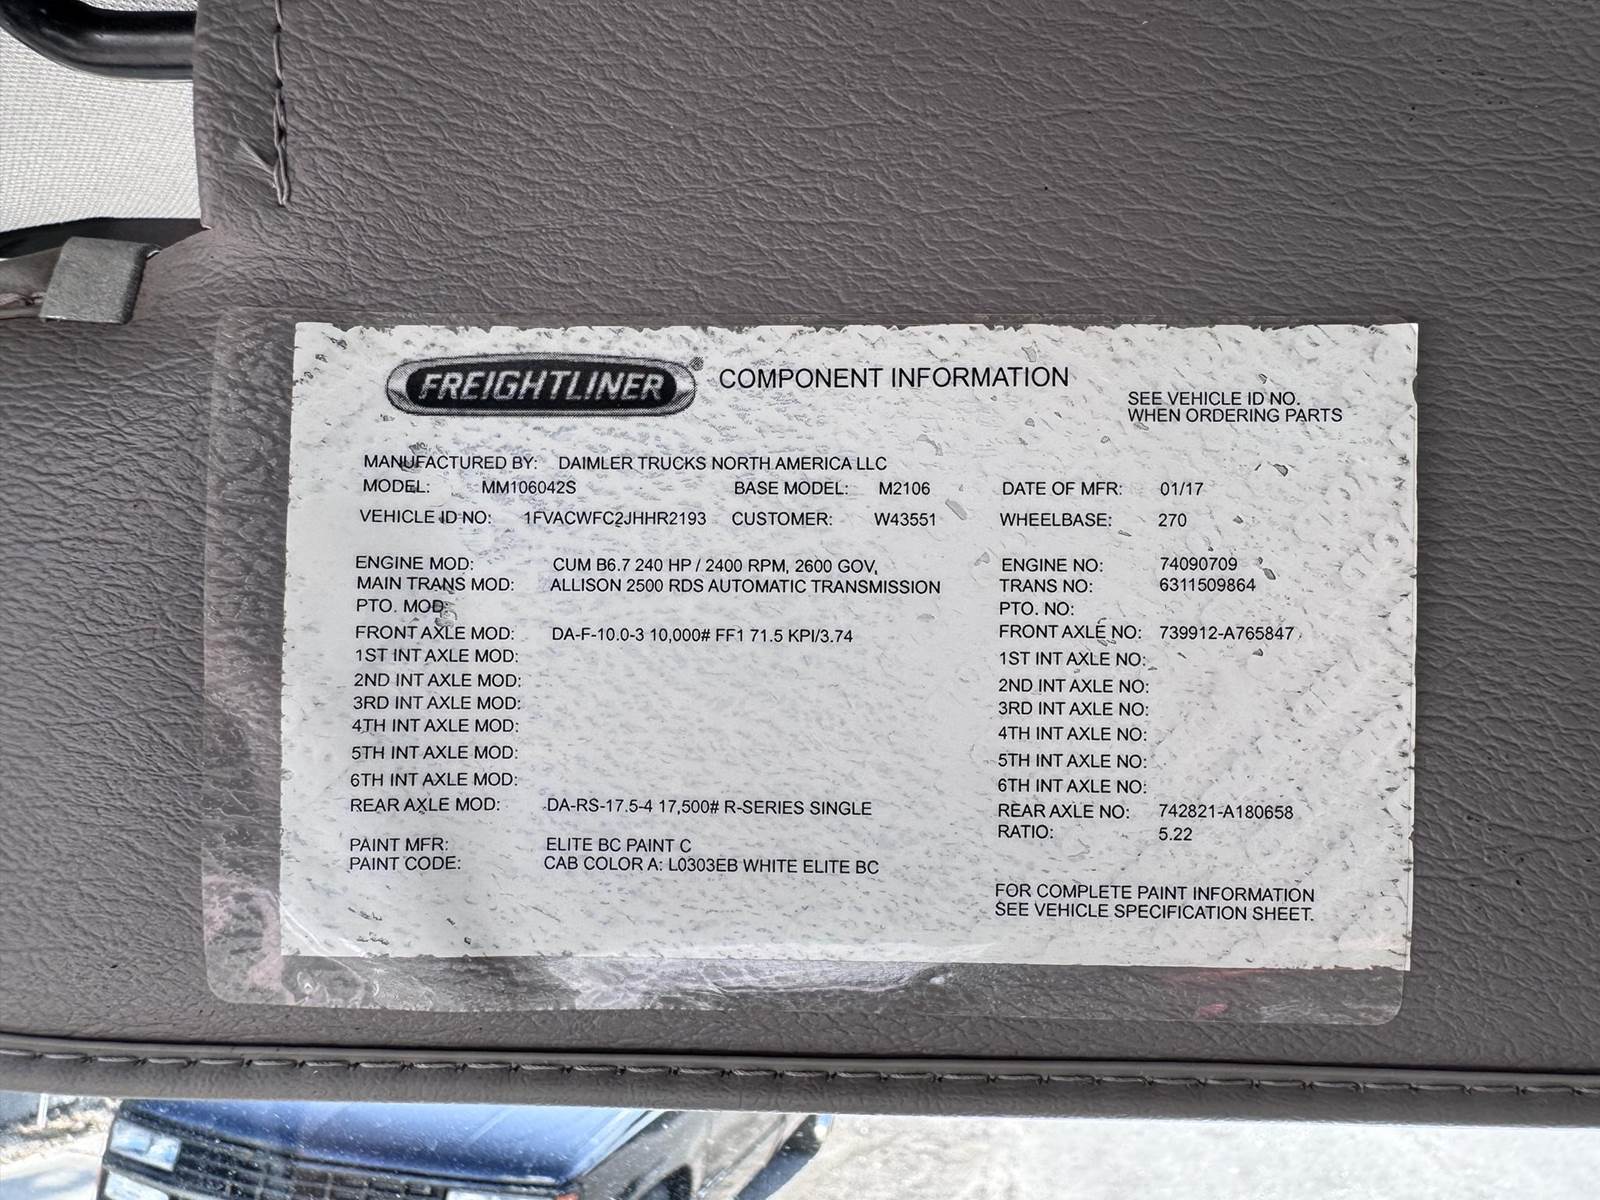 FREIGHTLINER® COMPONENT INFORMATION
SEE VEHICLE ID NO.
WHEN ORDERING PARTS
MANUFACTURED BY: DAIMLER TRUCKS NORTH AMERICA LLC
MODEL: MM106042S BASE MODEL: M2106 DATE OF MFR: 01/17
VEHICLE ID NO: 1FVACWFC2JHHR2193 CUSTOMER: W43551 WHEELBASE: 270
ENGINE MOD: CUM B6.7 240 HP / 2400 RPM, 2600 GOV, ENGINE NO: 74090709
MAIN TRANS MOD: ALLISON 2500 RDS AUTOMATIC TRANSMISSION TRANS NO: 6311509864
PTO. MOD: PTO. NO:
FRONT AXLE MOD: DA-F-10.0-3 10,000# FF1 71.5 KPI/3.74 FRONT AXLE NO: 739912-A765847
1ST INT AXLE MOD: 1ST INT AXLE NO:
2ND INT AXLE MOD: 2ND INT AXLE NO:
3RD INT AXLE MOD: 3RD INT AXLE NO:
4TH INT AXLE MOD: 4TH INT AXLE NO:
5TH INT AXLE MOD: 5TH INT AXLE NO:
6TH INT AXLE MOD: 6TH INT AXLE NO:
REAR AXLE MOD: DA-RS-17.5-4 17,500# R-SERIES SINGLE REAR AXLE NO: 742821-A180658
RATIO: 5.22
PAINT MFR: ELITE BC PAINT C
PAINT CODE: CAB COLOR A: L0303EB WHITE ELITE BC
FOR COMPLETE PAINT INFORMATION
SEE VEHICLE SPECIFICATION SHEET.